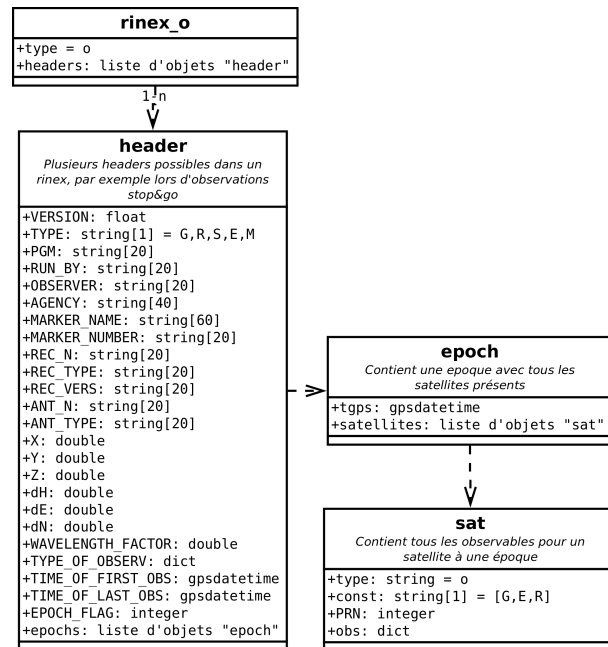 rinex_o
+type = o
+headers: liste d'objets "header"
1-n
header
Plusieurs headers possibles dans un
rinex, par exemple lors d'observations
stop&go
+VERSION: float
+TYPE: string[1] = G,R,S,E,M
+PGM: string[20]
+RUN_BY: string[20]
+OBSERVER: string[20]
+AGENCY: string[40]
+MARKER_NAME: string[60]
+MARKER_NUMBER: string[20]
+REC_N: string[20]
+REC_TYPE: string[20]
+REC_VERS: string[20]
+ANT_N: string[20]
+ANT_TYPE: string[20]
+X: double
+Y: double
+Z: double
+dH: double
+dE: double
+dN: double
+WAVELENGTH_FACTOR: double
+TYPE_OF_OBSERV: dict
+TIME_OF_FIRST_OBS: gpsdatetime
+TIME_OF_LAST_OBS: gpsdatetime
+EPOCH_FLAG: integer
+epochs: liste d'objets "epoch"
epoch
Contient une epoque avec tous les
satellites présents
+tgps: gpsdatetime
+satellites: liste d'objets "sat"
sat
Contient tous les observables pour un
satellite à une époque
+type: string = o
+const: string[1] = [G,E,R]
+PRN: integer
+obs: dict